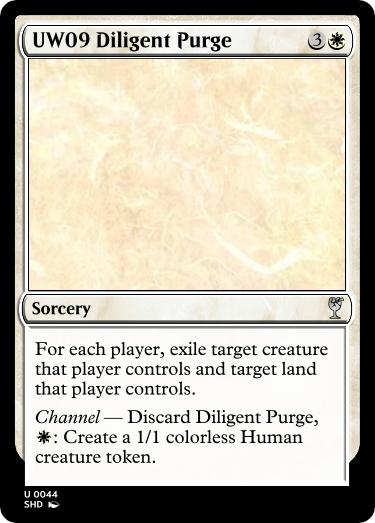 UW09 Diligent Purge 3
Sorcery
For each player, exile target creature
that player controls and target land
that player controls.
Channel — Discard Diligent Purge,
: Create a 1/1 colorless Human
creature token.
U 0044
SHD